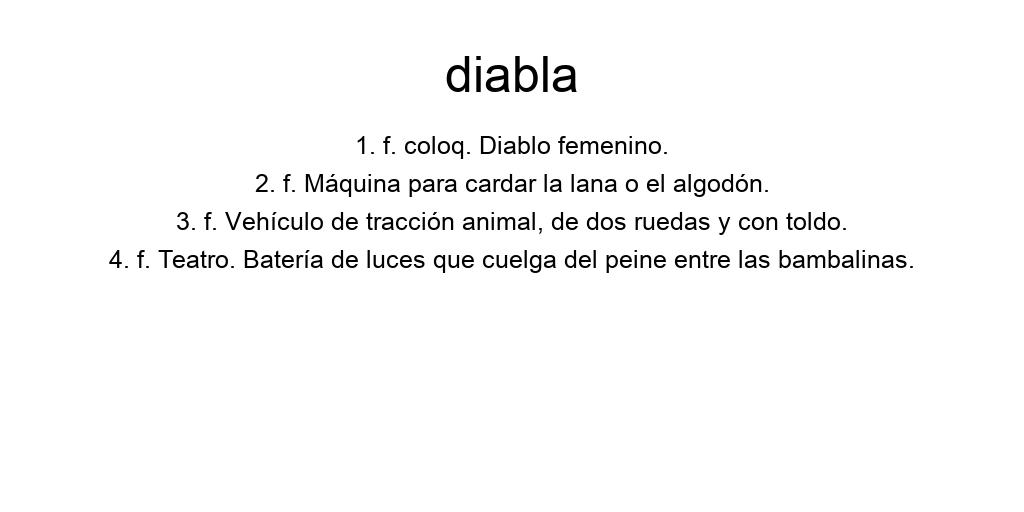 diabla
1. f. coloq. Diablo femenino.
2. f. Máquina para cardar la lana o el algodón.
3. f. Vehículo de tracción animal, de dos ruedas y con toldo.
4. f. Teatro. Batería de luces que cuelga del peine entre las bambalinas.